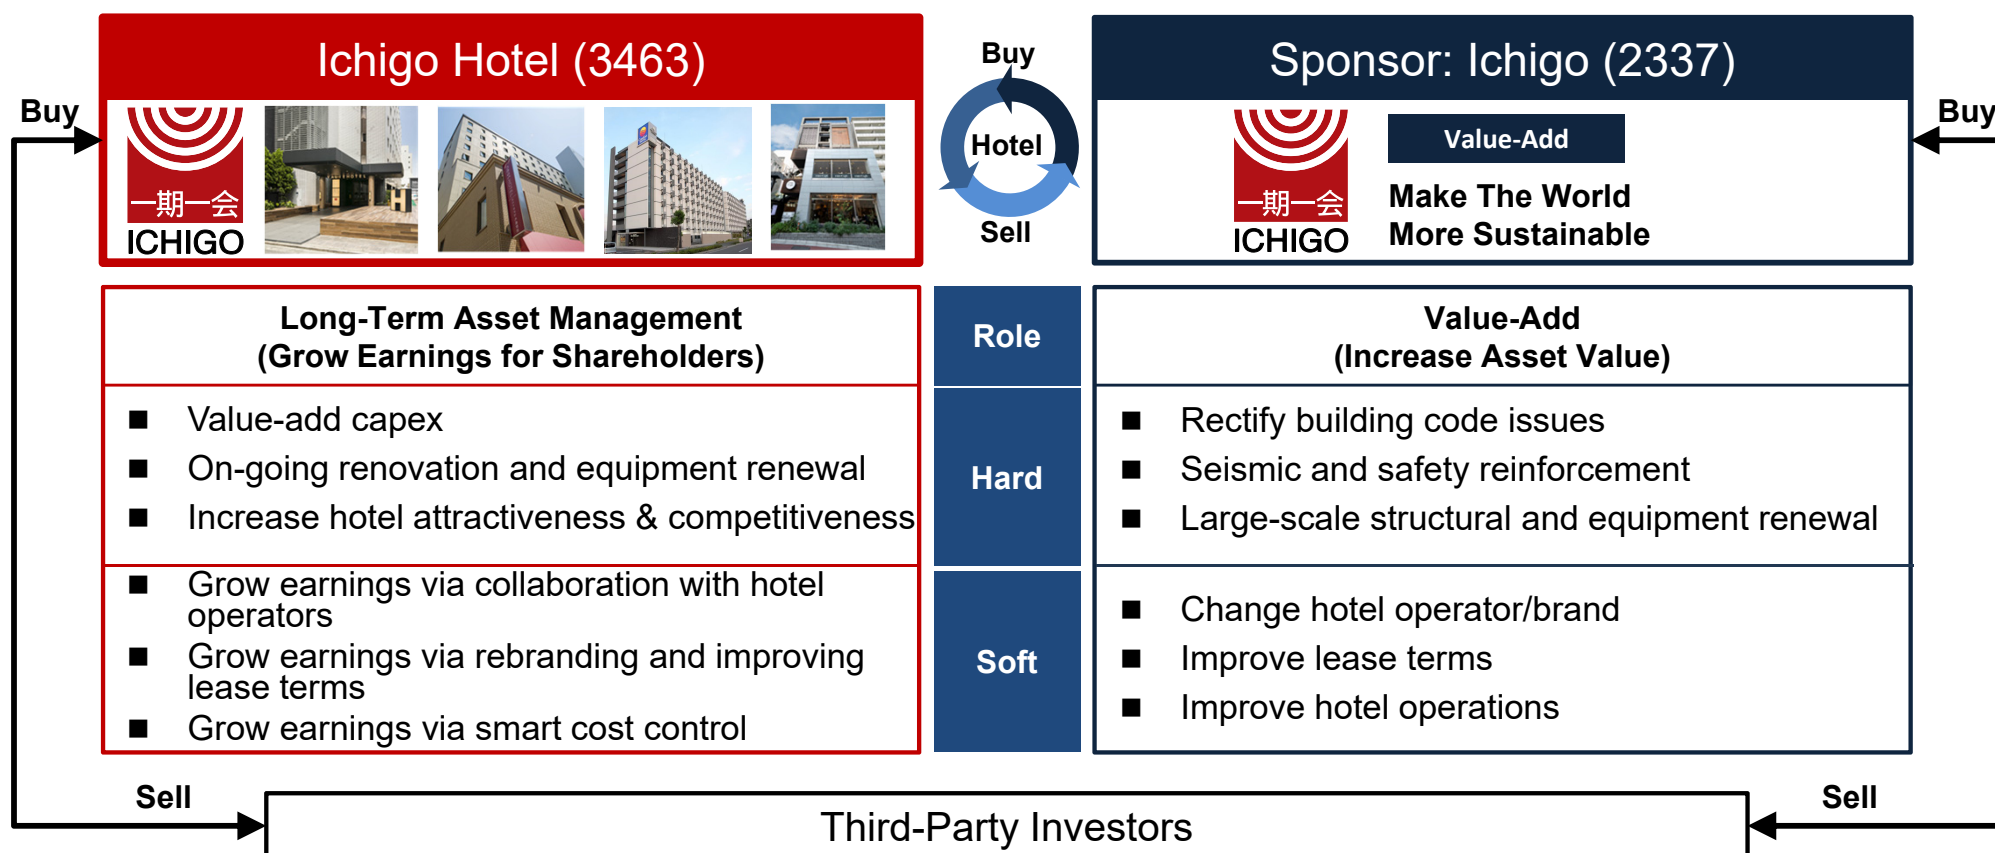 Ichigo Hotel (3463)
Buy
Sponsor: Ichigo (2337)
Buy
Buy
一期一会
ICHIGO
Hotel
Sell
一期一会
ICHIGO
Value-Add
Make The World
More Sustainable
Long-Term Asset Management
(Grow Earnings for Shareholders)
Role
Value-Add
(Increase Asset Value)
■ Value-add capex
■ On-going renovation and equipment renewal
■ Increase hotel attractiveness & competitiveness
Hard
■ Rectify building code issues
■ Seismic and safety reinforcement
■ Large-scale structural and equipment renewal
■ Grow earnings via collaboration with hotel
operators
■ Grow earnings via rebranding and improving
lease terms
■ Grow earnings via smart cost control
Soft
■ Change hotel operator/brand
■ Improve lease terms
■ Improve hotel operations
Sell
Third-Party Investors
Sell